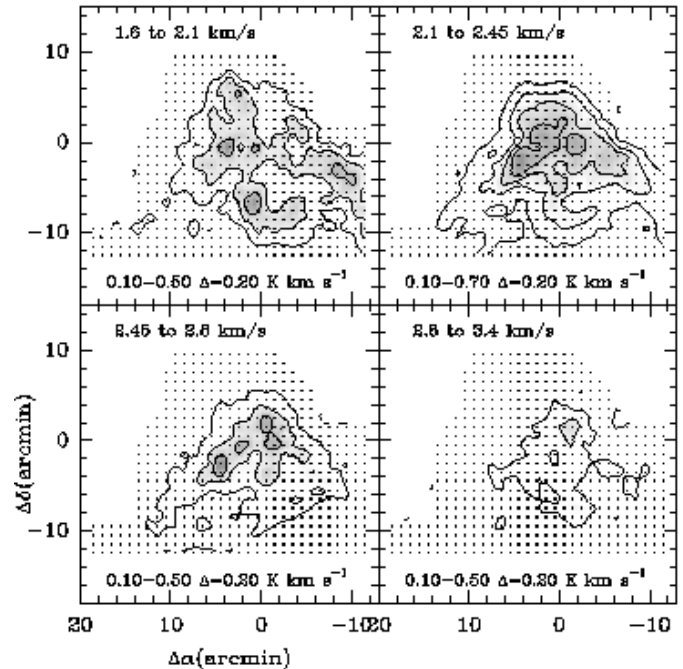 1.6 to 2.1 km/s
2.1 to 2.45 km/s
10
0
−10
0.10−0.50 Δ=0.20 K km s⁻¹
0.10−0.70 Δ=0.20 K km s⁻¹
2.45 to 2.8 km/s
2.8 to 3.4 km/s
10
0
−10
Δδ(arcmin)
0.10−0.50 Δ=0.20 K km s⁻¹
0.10−0.50 Δ=0.20 K km s⁻¹
20 10 0 −10 20 10 0 −10
Δα(arcmin)